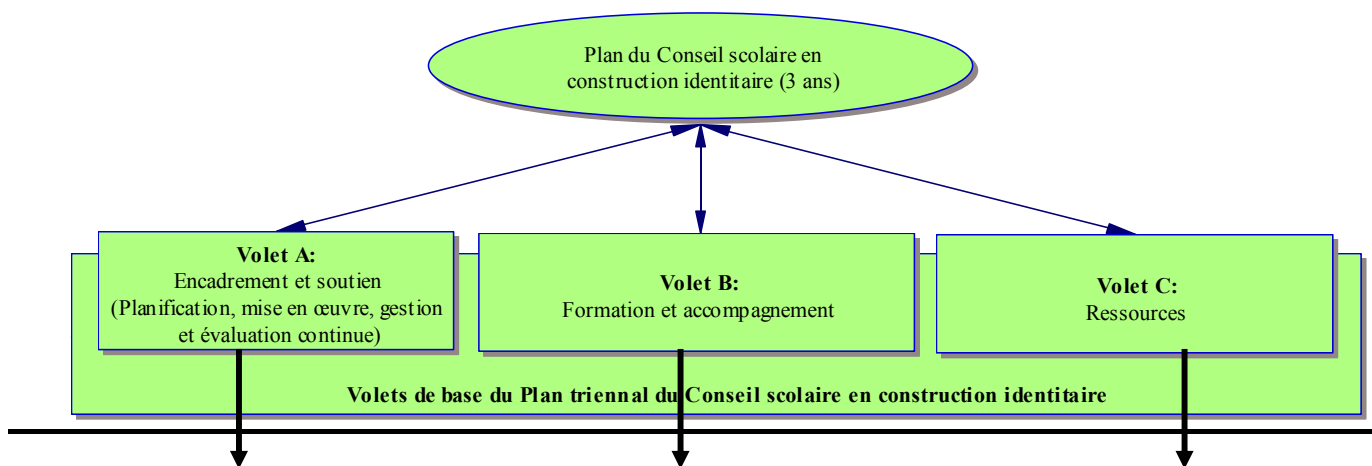 Plan du Conseil scolaire en
construction identitaire (3 ans)
Volet A:
Encadrement et soutien
(Planification, mise en œuvre, gestion
et évaluation continue)
Volet B:
Formation et accompagnement
Volet C:
Ressources
Volets de base du Plan triennal du Conseil scolaire en construction identitaire